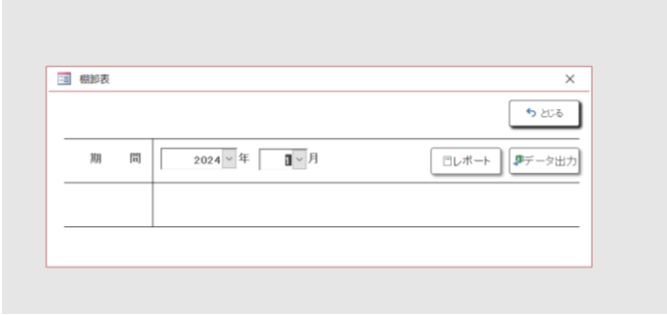 棚卸表
とじる
期 間 2024 年 1 月 レポート データ出力